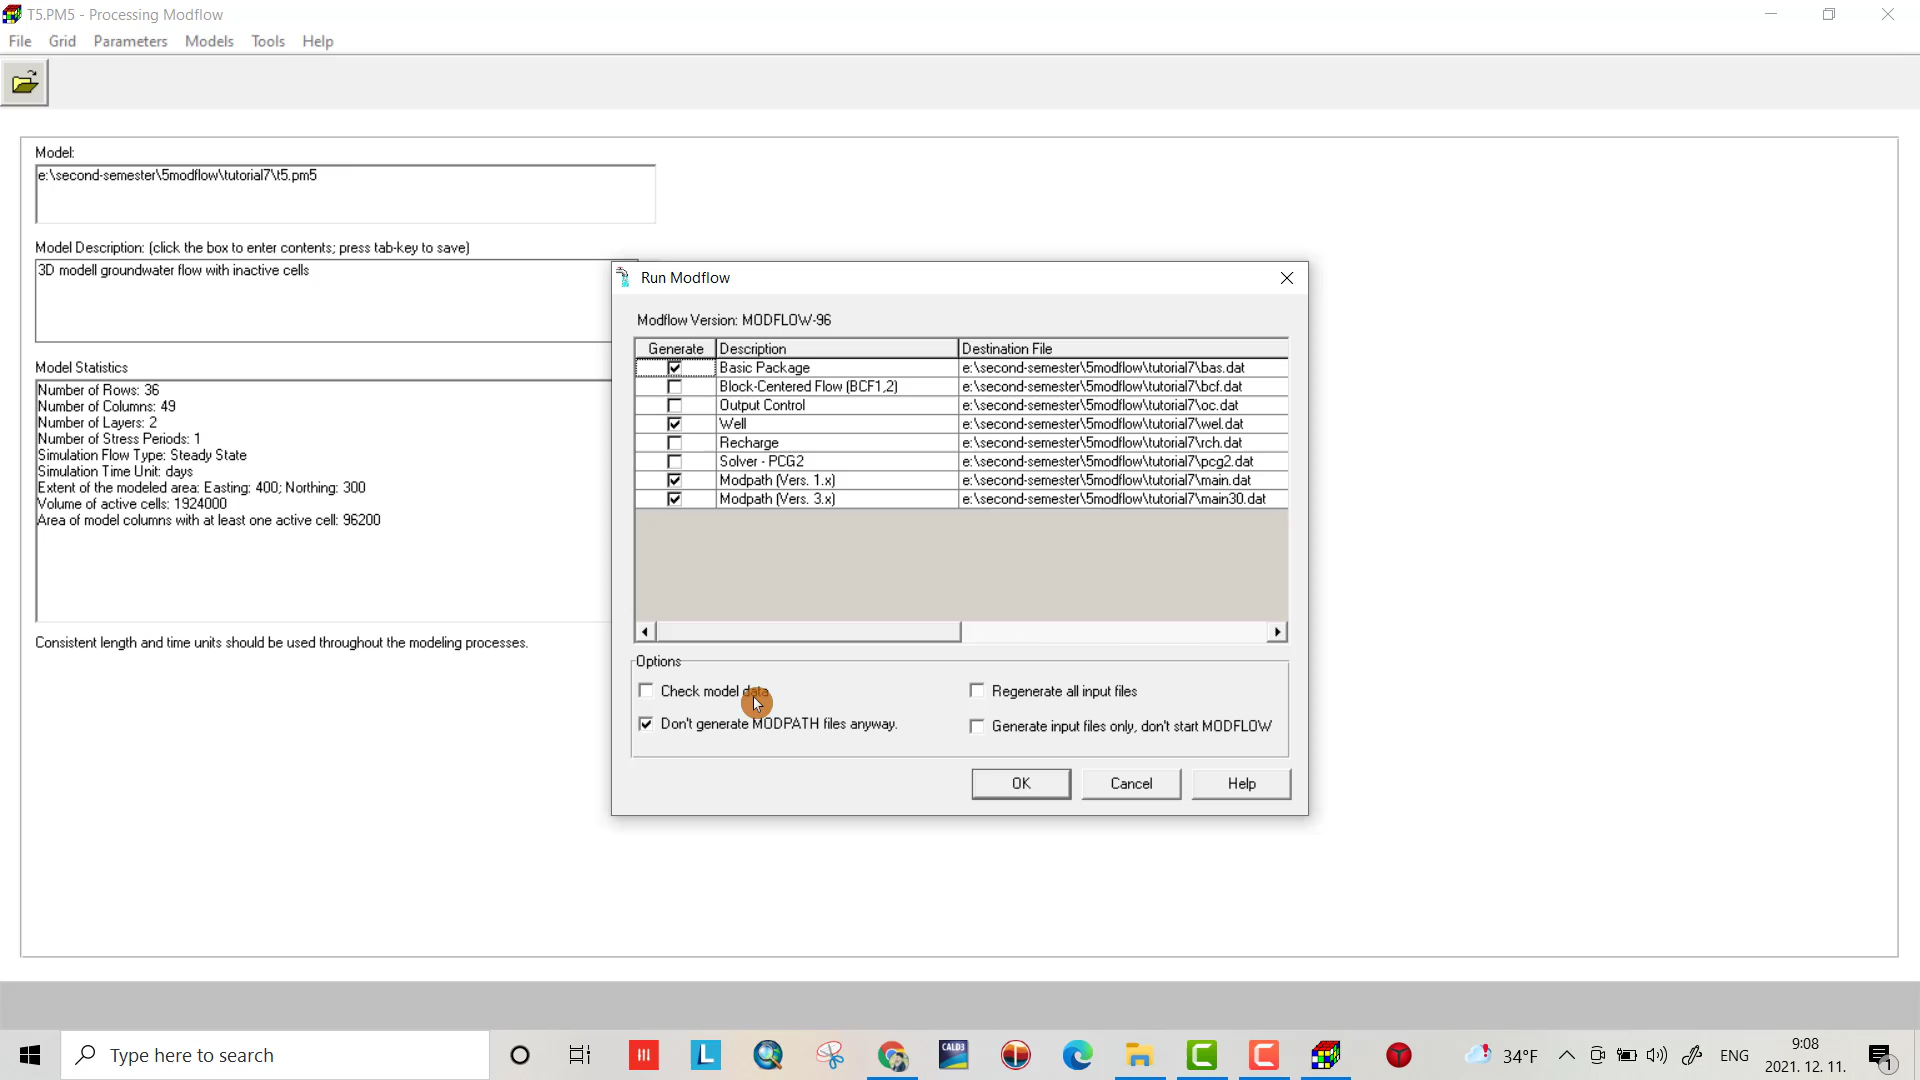 T5.PM5 - Processing Modflow
File Grid Parameters Models Tools Help
Model:
e:\second-semester\5modflow\tutorial7\t5.pm5
Model Description: (click the box to enter contents; press tab-key to save)
3D modell groundwater flow with inactive cells
Model Statistics
Number of Rows: 36
Number of Columns: 49
Number of Layers: 2
Number of Stress Periods: 1
Simulation Flow Type: Steady State
Simulation Time Unit: days
Extent of the modeled area: Easting: 400; Northing: 300
Volume of active cells: 1924000
Area of model columns with at least one active cell: 96200
Consistent length and time units should be used throughout the modeling processes.
Run Modflow
Modflow Version: MODFLOW-96
Generate Description Destination File
Basic Package e:\second-semester\5modflow\tutorial7\bas.dat
Block-Centered Flow (BCF1,2) e:\second-semester\5modflow\tutorial7\bcf.dat
Output Control e:\second-semester\5modflow\tutorial7\oc.dat
Well e:\second-semester\5modflow\tutorial7\wel.dat
Recharge e:\second-semester\5modflow\tutorial7\rch.dat
Solver - PCG2 e:\second-semester\5modflow\tutorial7\pcg2.dat
Modpath (Vers. 1.x) e:\second-semester\5modflow\tutorial7\main.dat
Modpath (Vers. 3.x) e:\second-semester\5modflow\tutorial7\main30.dat
Options
Check model data Regenerate all input files
Don't generate MODPATH files anyway. Generate input files only, don't start MODFLOW
OK Cancel Help
Type here to search
L
CALD3
34°F
ENG
9:08
2021. 12. 11.
1